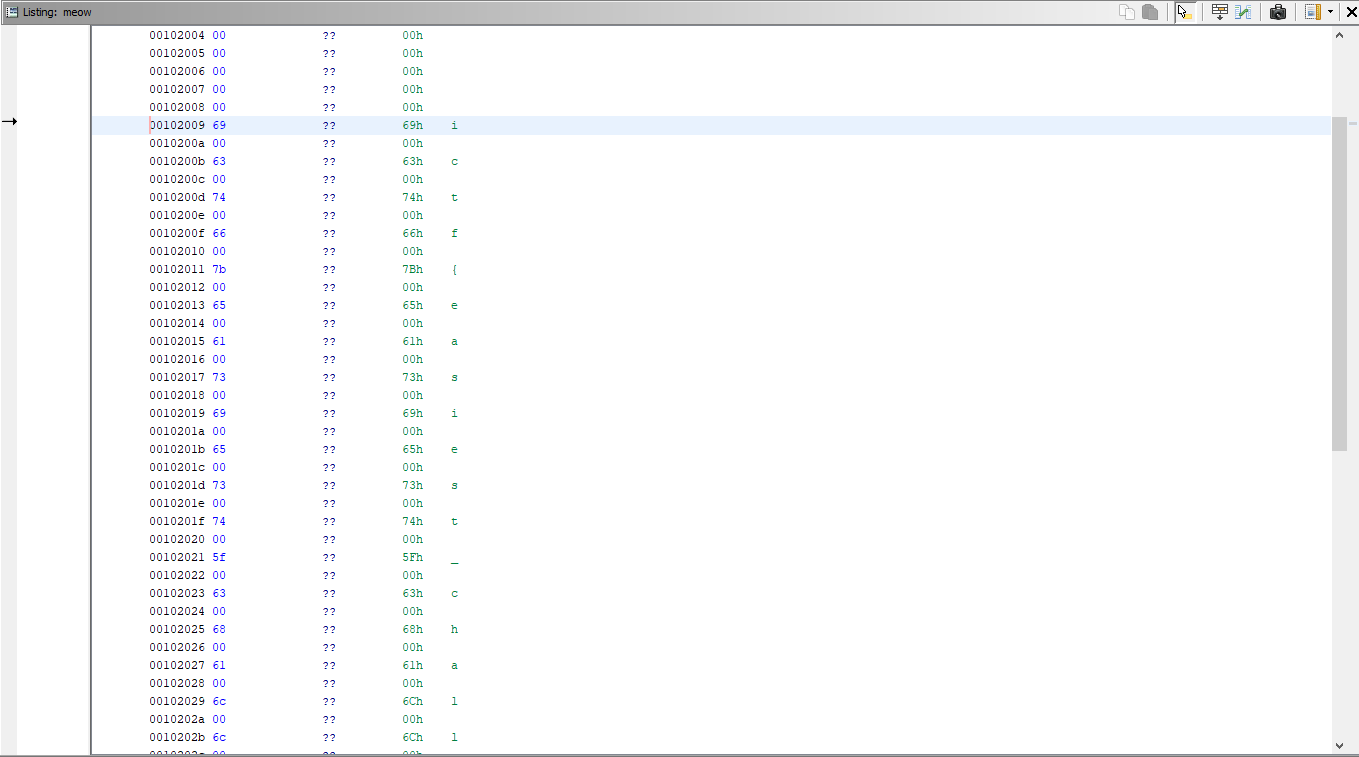 Listing: meow
00102004 00 ?? 00h
00102005 00 ?? 00h
00102006 00 ?? 00h
00102007 00 ?? 00h
00102008 00 ?? 00h
00102009 69 ?? 69h i
0010200a 00 ?? 00h
0010200b 63 ?? 63h c
0010200c 00 ?? 00h
0010200d 74 ?? 74h t
0010200e 00 ?? 00h
0010200f 66 ?? 66h f
00102010 00 ?? 00h
00102011 7b ?? 7Bh {
00102012 00 ?? 00h
00102013 65 ?? 65h e
00102014 00 ?? 00h
00102015 61 ?? 61h a
00102016 00 ?? 00h
00102017 73 ?? 73h s
00102018 00 ?? 00h
00102019 69 ?? 69h i
0010201a 00 ?? 00h
0010201b 65 ?? 65h e
0010201c 00 ?? 00h
0010201d 73 ?? 73h s
0010201e 00 ?? 00h
0010201f 74 ?? 74h t
00102020 00 ?? 00h
00102021 5f ?? 5Fh _
00102022 00 ?? 00h
00102023 63 ?? 63h c
00102024 00 ?? 00h
00102025 68 ?? 68h h
00102026 00 ?? 00h
00102027 61 ?? 61h a
00102028 00 ?? 00h
00102029 6c ?? 6Ch l
0010202a 00 ?? 00h
0010202b 6c ?? 6Ch l